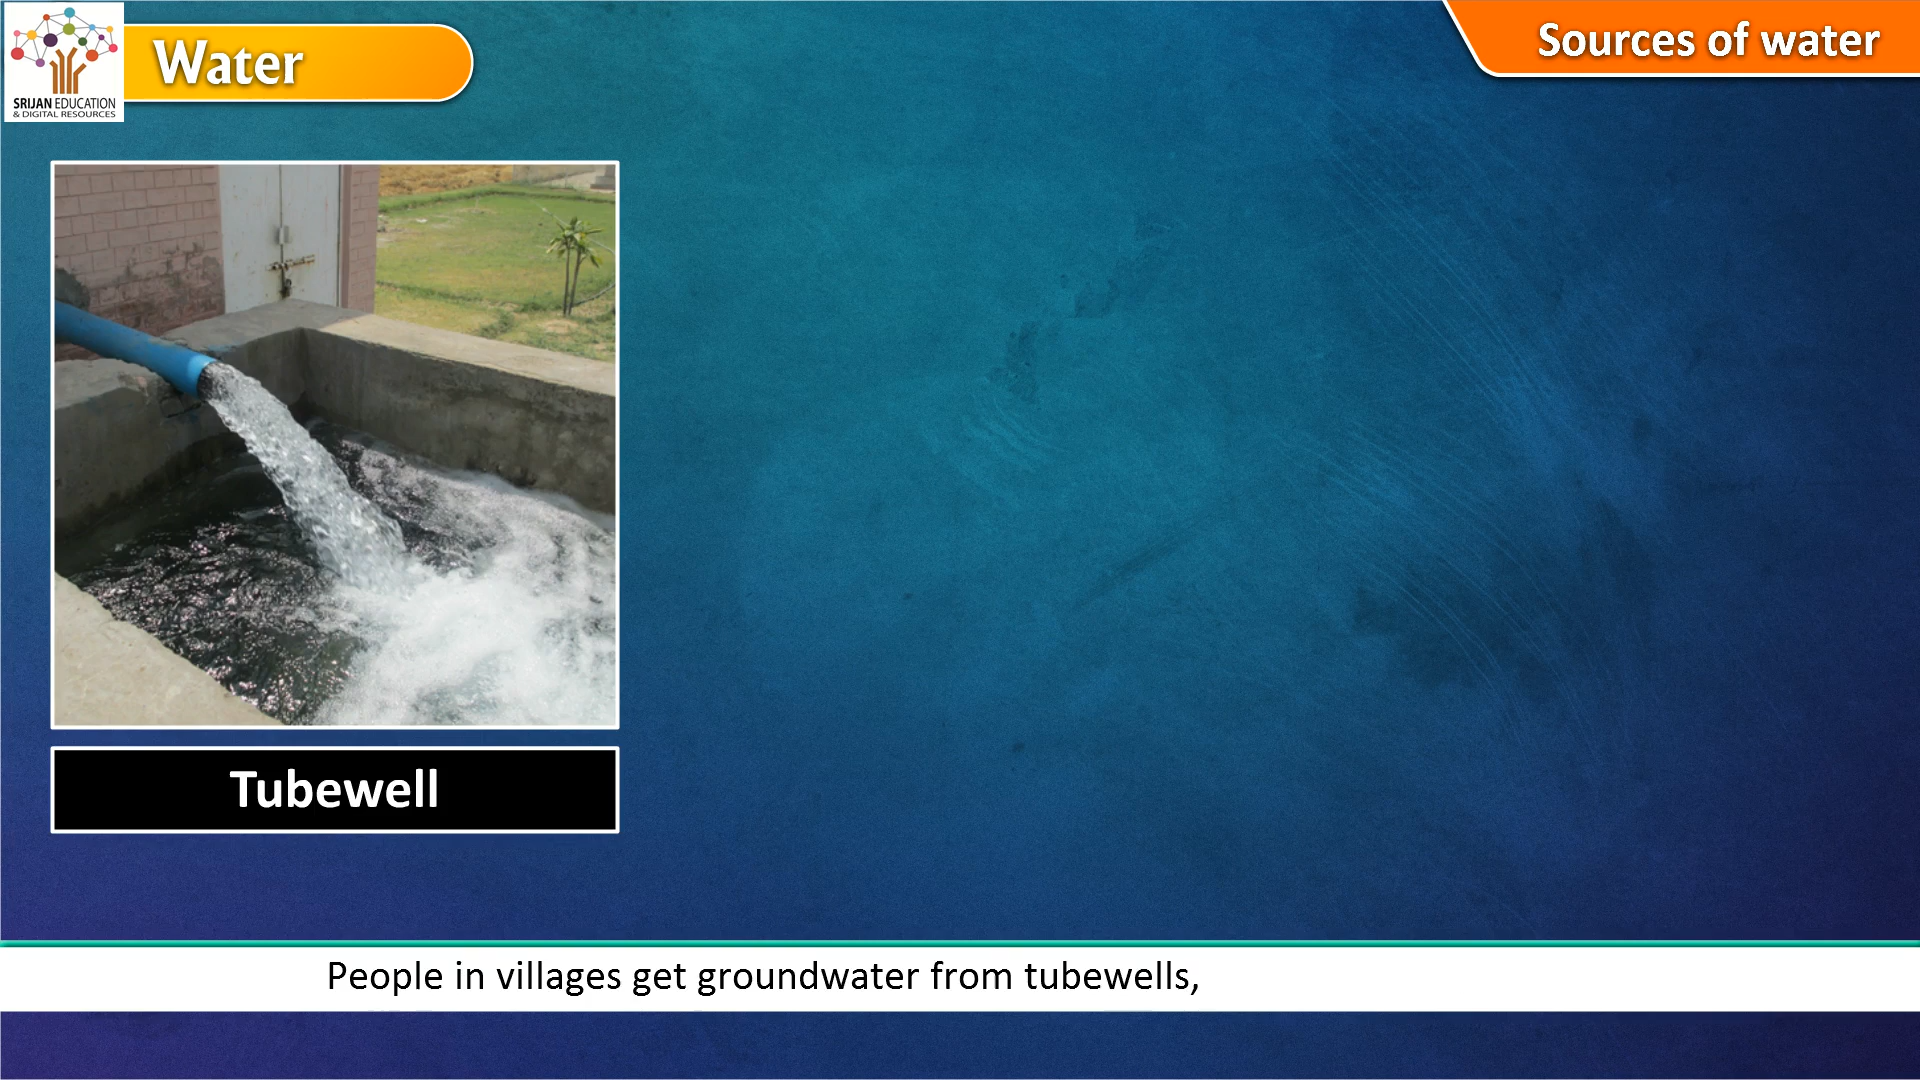 SRIJAN EDUCATION
& DIGITAL RESOURCES
Water
Sources of water
Tubewell
People in villages get groundwater from tubewells,